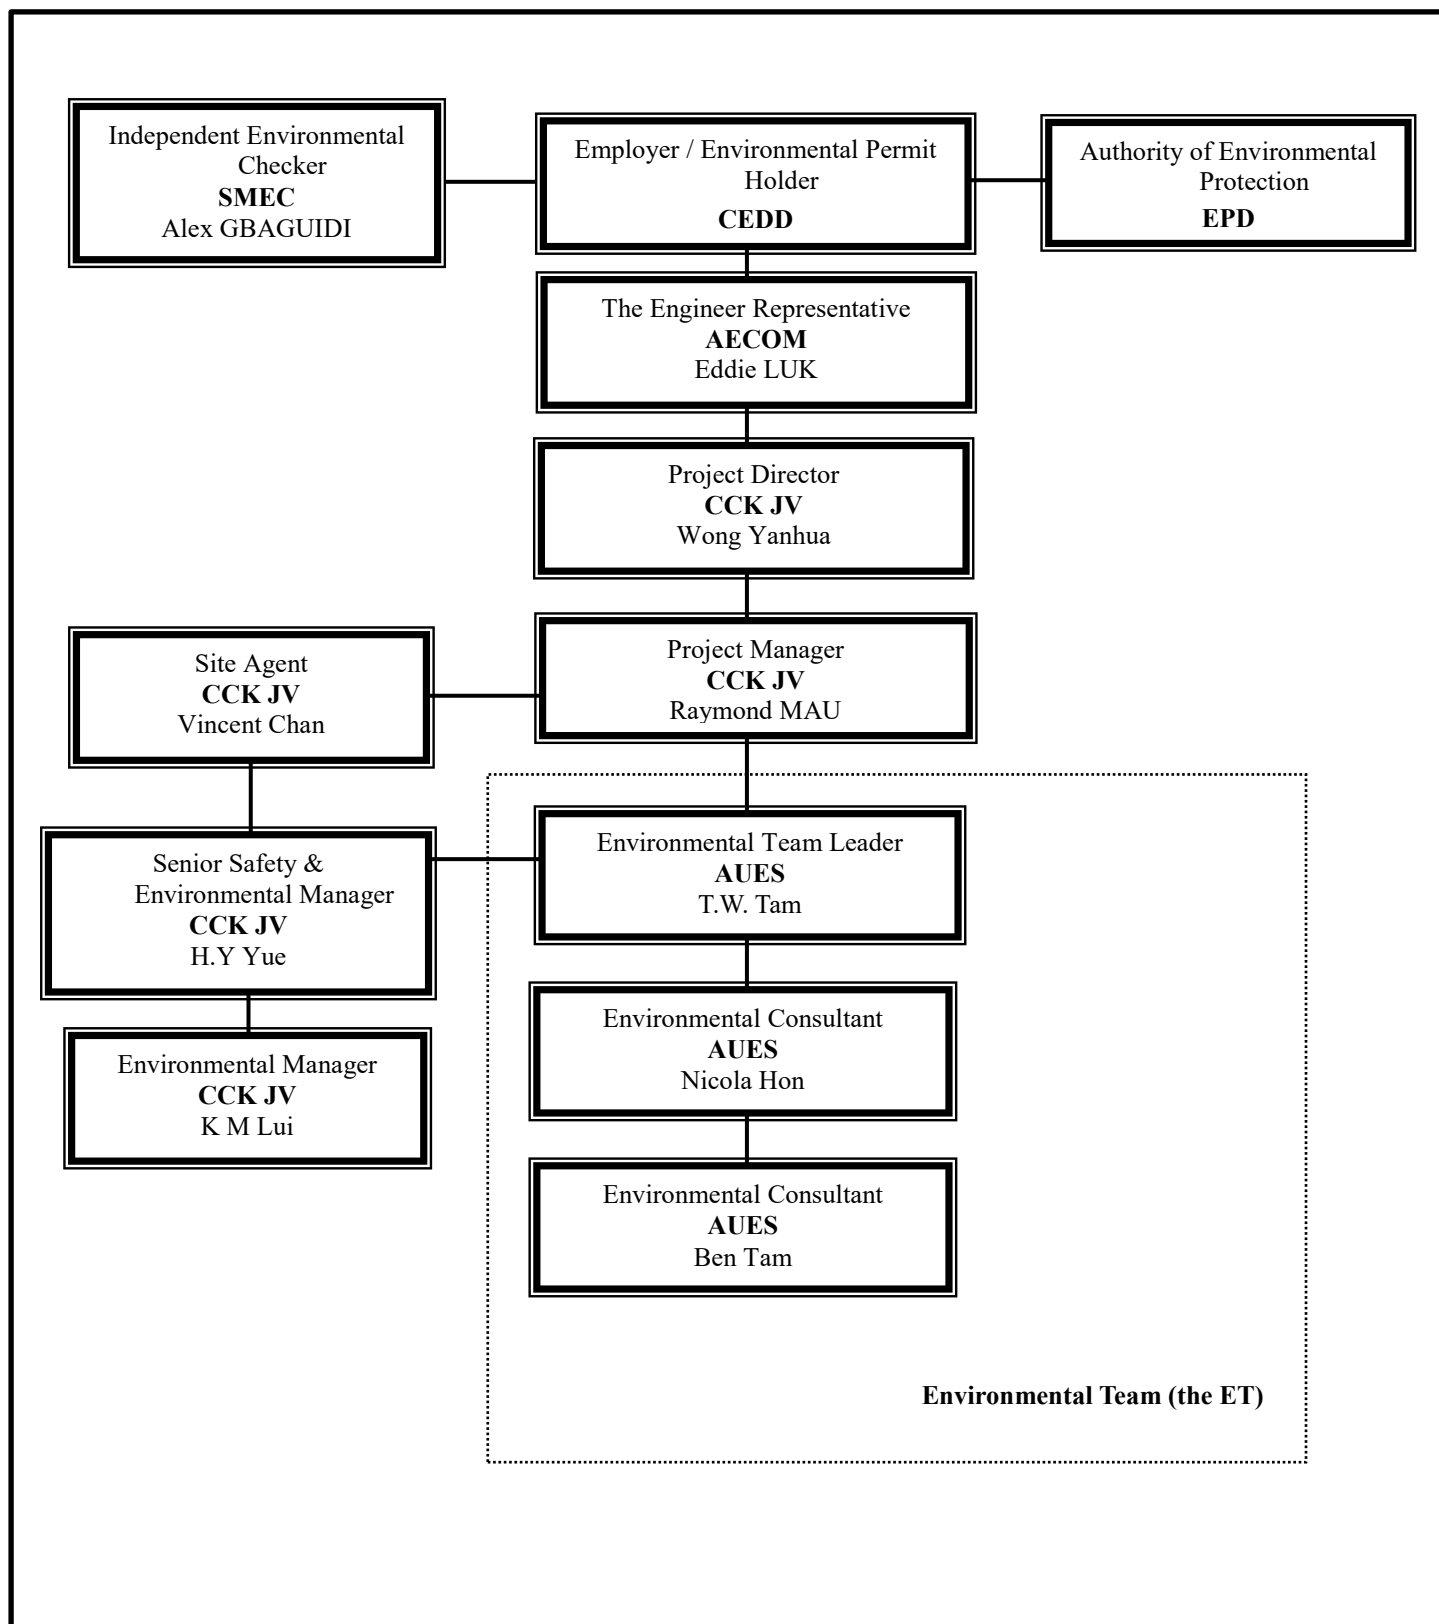 Independent Environmental
Checker
SMEC
Alex GBAGUIDI
Employer / Environmental Permit
Holder
CEDD
Authority of Environmental
Protection
EPD
The Engineer Representative
AECOM
Eddie LUK
Project Director
CCK JV
Wong Yanhua
Site Agent
CCK JV
Vincent Chan
Project Manager
CCK JV
Raymond MAU
Senior Safety &
Environmental Manager
CCK JV
H.Y Yue
Environmental Team Leader
AUES
T.W. Tam
Environmental Manager
CCK JV
K M Lui
Environmental Consultant
AUES
Nicola Hon
Environmental Consultant
AUES
Ben Tam
Environmental Team (the ET)